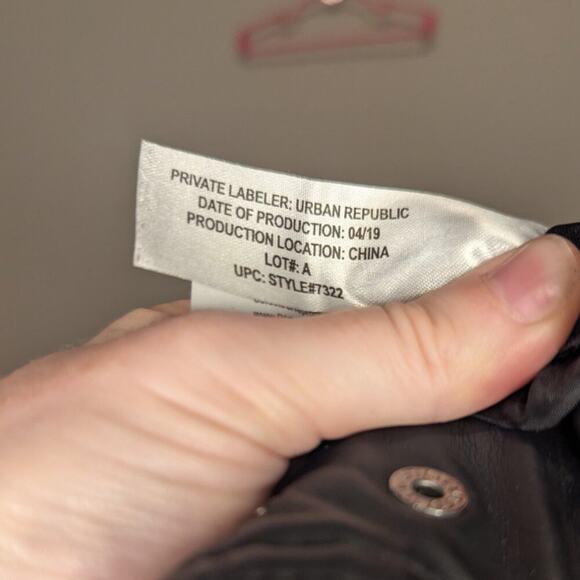 PRIVATE LABELER: URBAN REPUBLIC
DATE OF PRODUCTION: 04/19
PRODUCTION LOCATION: CHINA
LOT#: A
UPC: STYLE#7322